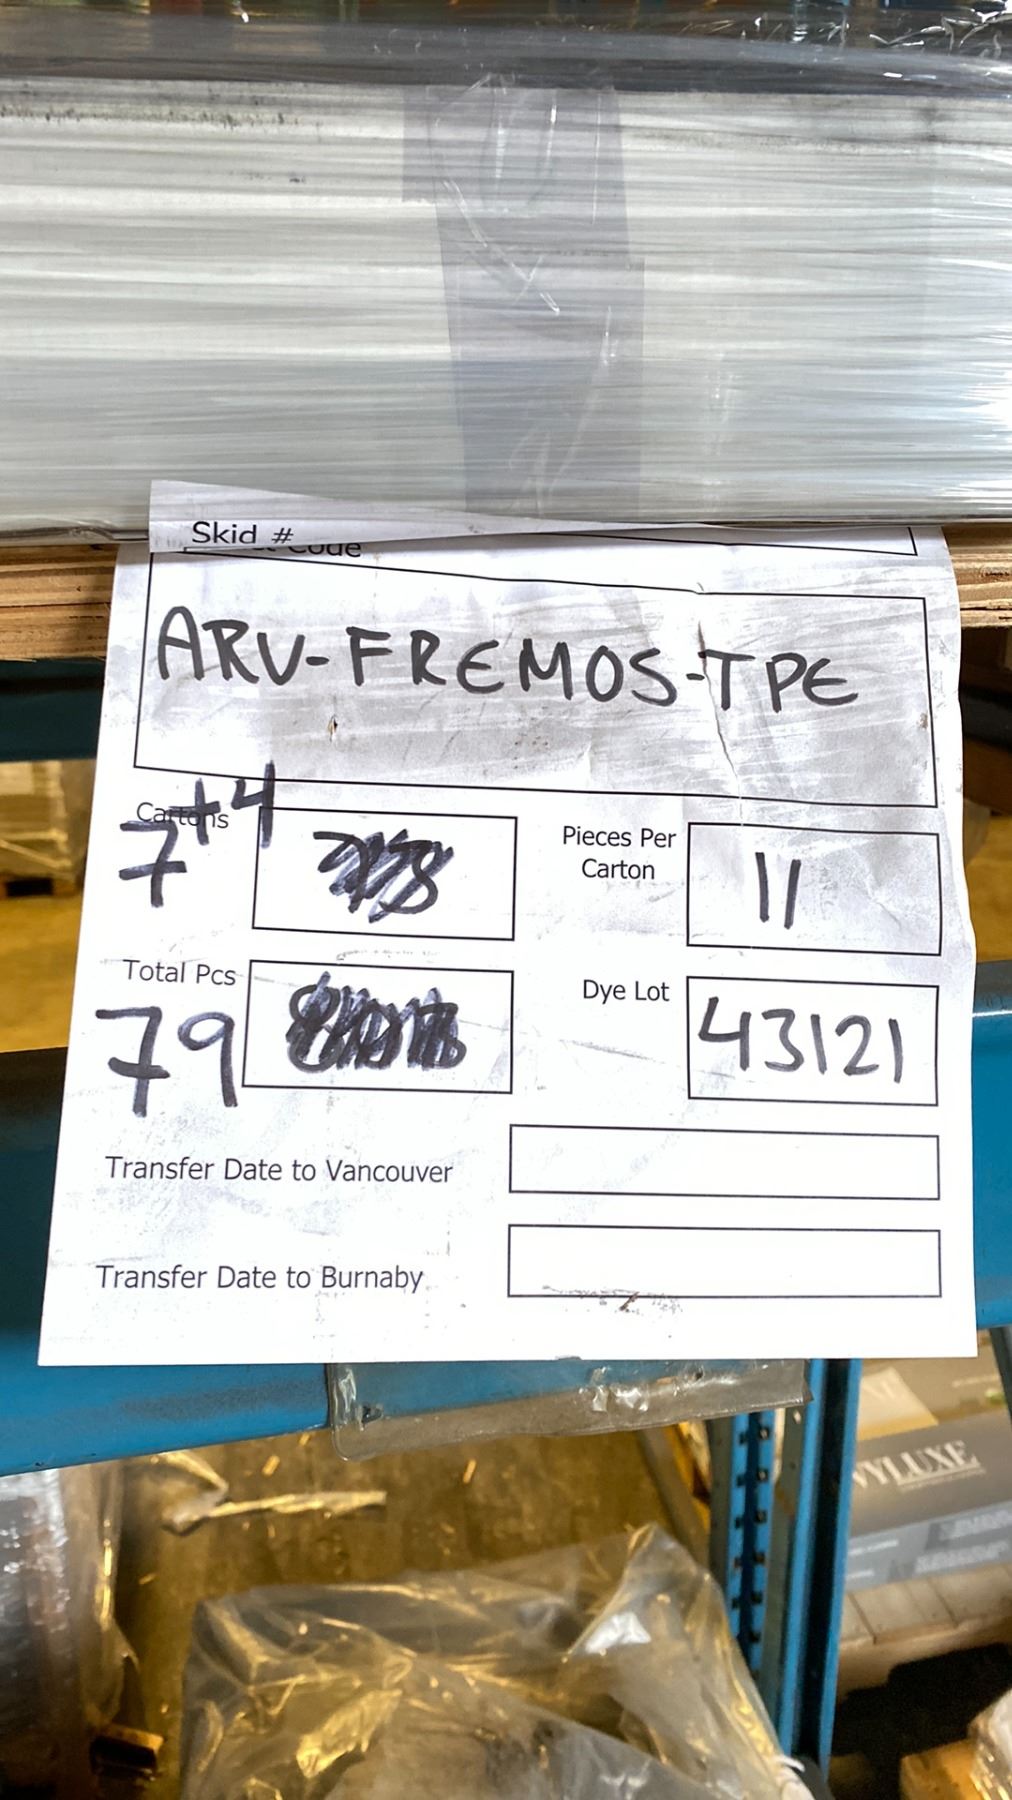 Skid #
Code
ARV-FREMOS-TPE
Cartons
7+4
Pieces Per
Carton
11
Total Pcs
79
Dye Lot
43121
Transfer Date to Vancouver
Transfer Date to Burnaby
VYLUXE